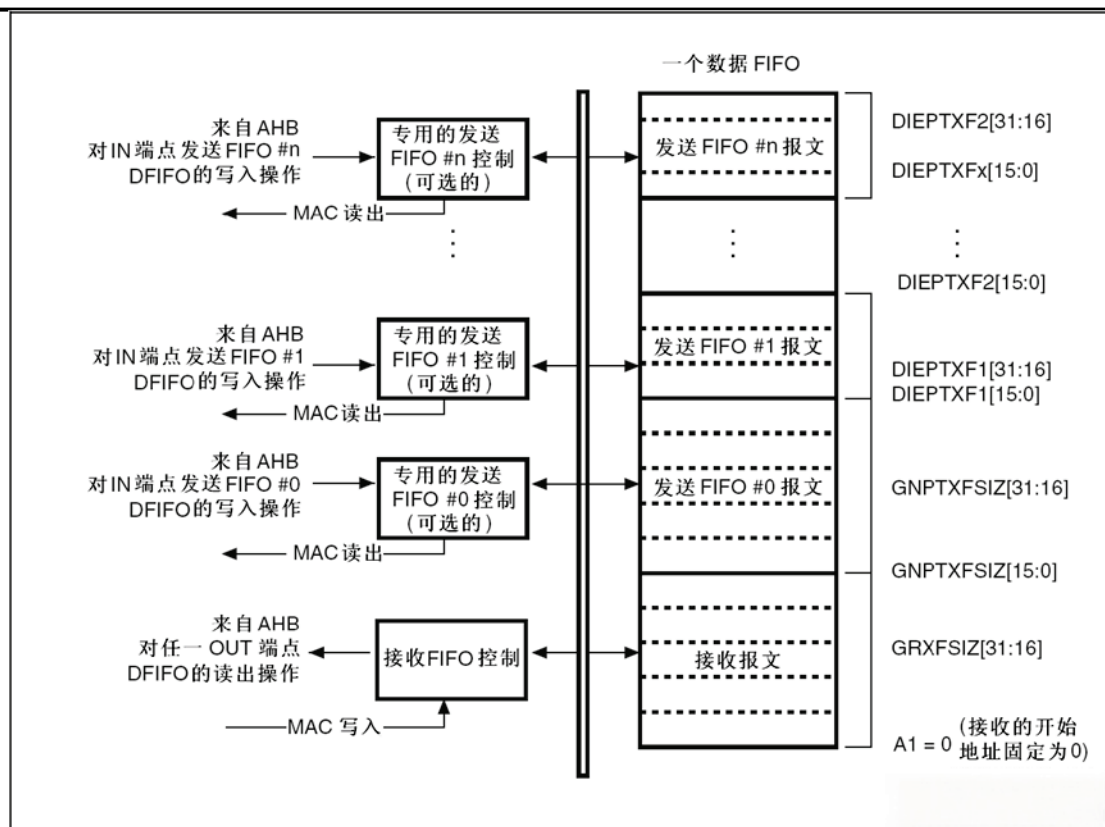 一个数据 FIFO
来自AHB
对IN端点发送FIFO #n
DFIFO的写入操作
MAC 读出
专用的发送
FIFO #n 控制
(可选的)
发送 FIFO #n 报文
DIEPTXF2[31:16]
DIEPTXFx[15:0]
DIEPTXF2[15:0]
来自AHB
对IN端点发送FIFO #1
DFIFO的写入操作
MAC读出
专用的发送
FIFO #1 控制
(可选的)
发送 FIFO #1 报文
DIEPTXF1[31:16]
DIEPTXF1[15:0]
来自AHB
对IN端点发送FIFO #0
DFIFO的写入操作
MAC 读出
专用的发送
FIFO #0 控制
(可选的)
发送 FIFO #0 报文
GNPTXFSIZ[31:16]
GNPTXFSIZ[15:0]
来自AHB
对任一 OUT 端点
DFIFO的读出操作
MAC 写入
接收FIFO控制
接收报文
GRXFSIZ[31:16]
A1 = 0 (接收的开始
地址固定为0)